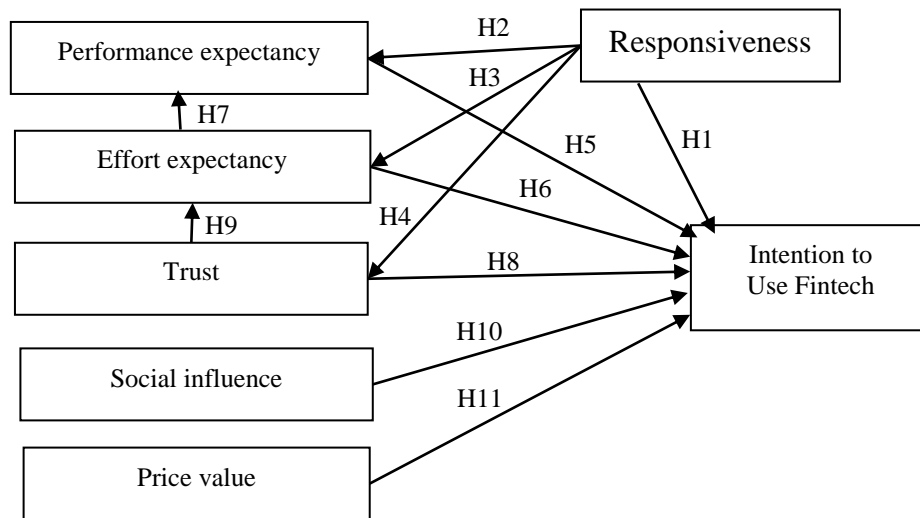 Performance expectancy
H2
Responsiveness
H3
H7
H5
H1
Effort expectancy
H6
H4
H9
Trust
H8
Intention to
Use Fintech
H10
Social influence
H11
Price value